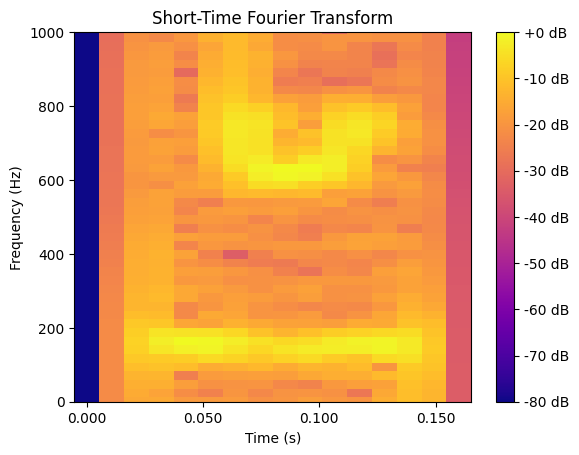 Short-Time Fourier Transform
Frequency (Hz)
1000
800
600
400
200
0
0.000
0.050
0.100
0.150
Time (s)
+0 dB
-10 dB
-20 dB
-30 dB
-40 dB
-50 dB
-60 dB
-70 dB
-80 dB